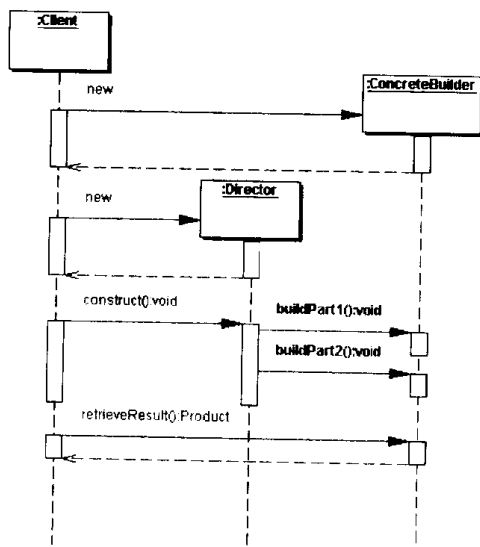 :Client
new
:ConcreteBuilder
new
:Director
construct():void
buildPart1():void
buildPart2():void
retrieveResult():Product